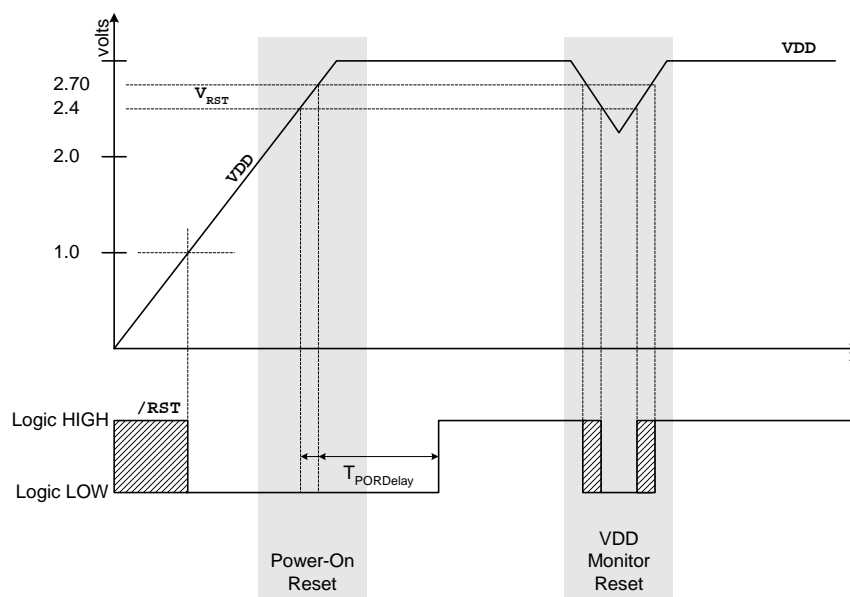 volts
VDD
2.70
V_RST
2.4
2.0
VDD
1.0
/RST
Logic HIGH
T_PORDelay
Logic LOW
Power-On
Reset
VDD
Monitor
Reset